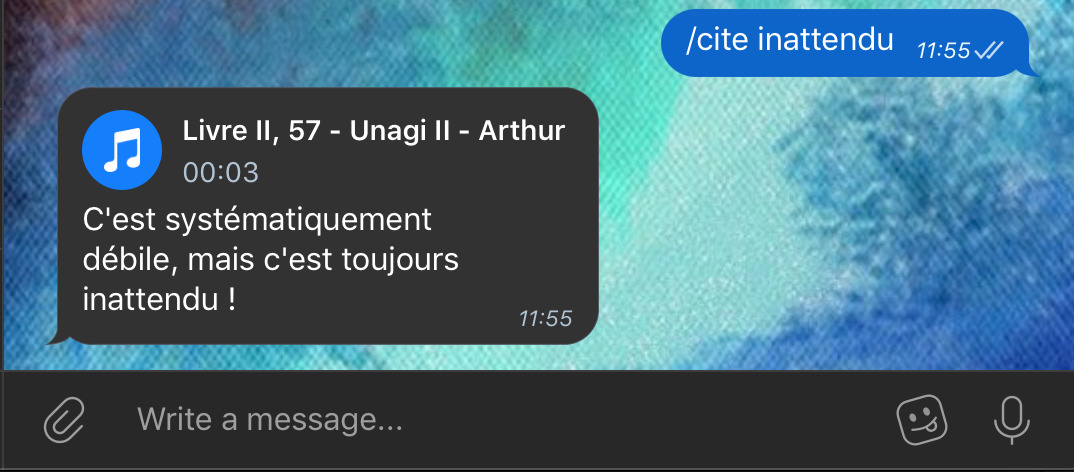 /cite inattendu 11:55
Livre II, 57 - Unagi II - Arthur
00:03
C'est systématiquement
débile, mais c'est toujours
inattendu !
11:55
Write a message...